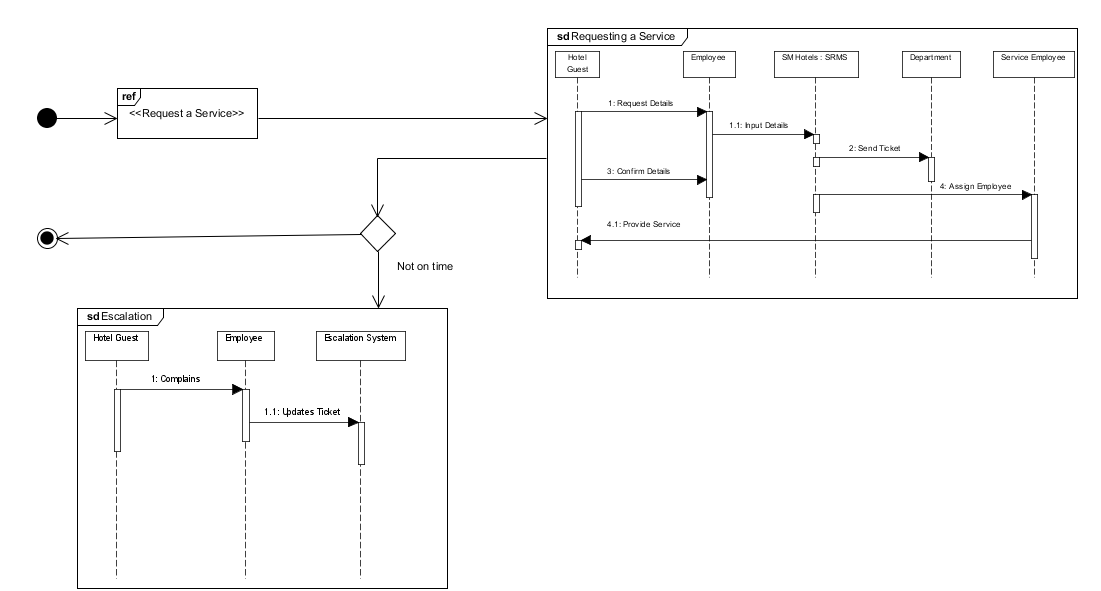 sd Requesting a Service
Hotel
Guest
Employee
SM Hotels : SRMS
Department
Service Employee
ref
<<Request a Service>>
1: Request Details
1.1: Input Details
2: Send Ticket
3: Confirm Details
4: Assign Employee
4.1: Provide Service
Not on time
sd Escalation
Hotel Guest
Employee
Escalation System
1: Complains
1.1: Updates Ticket